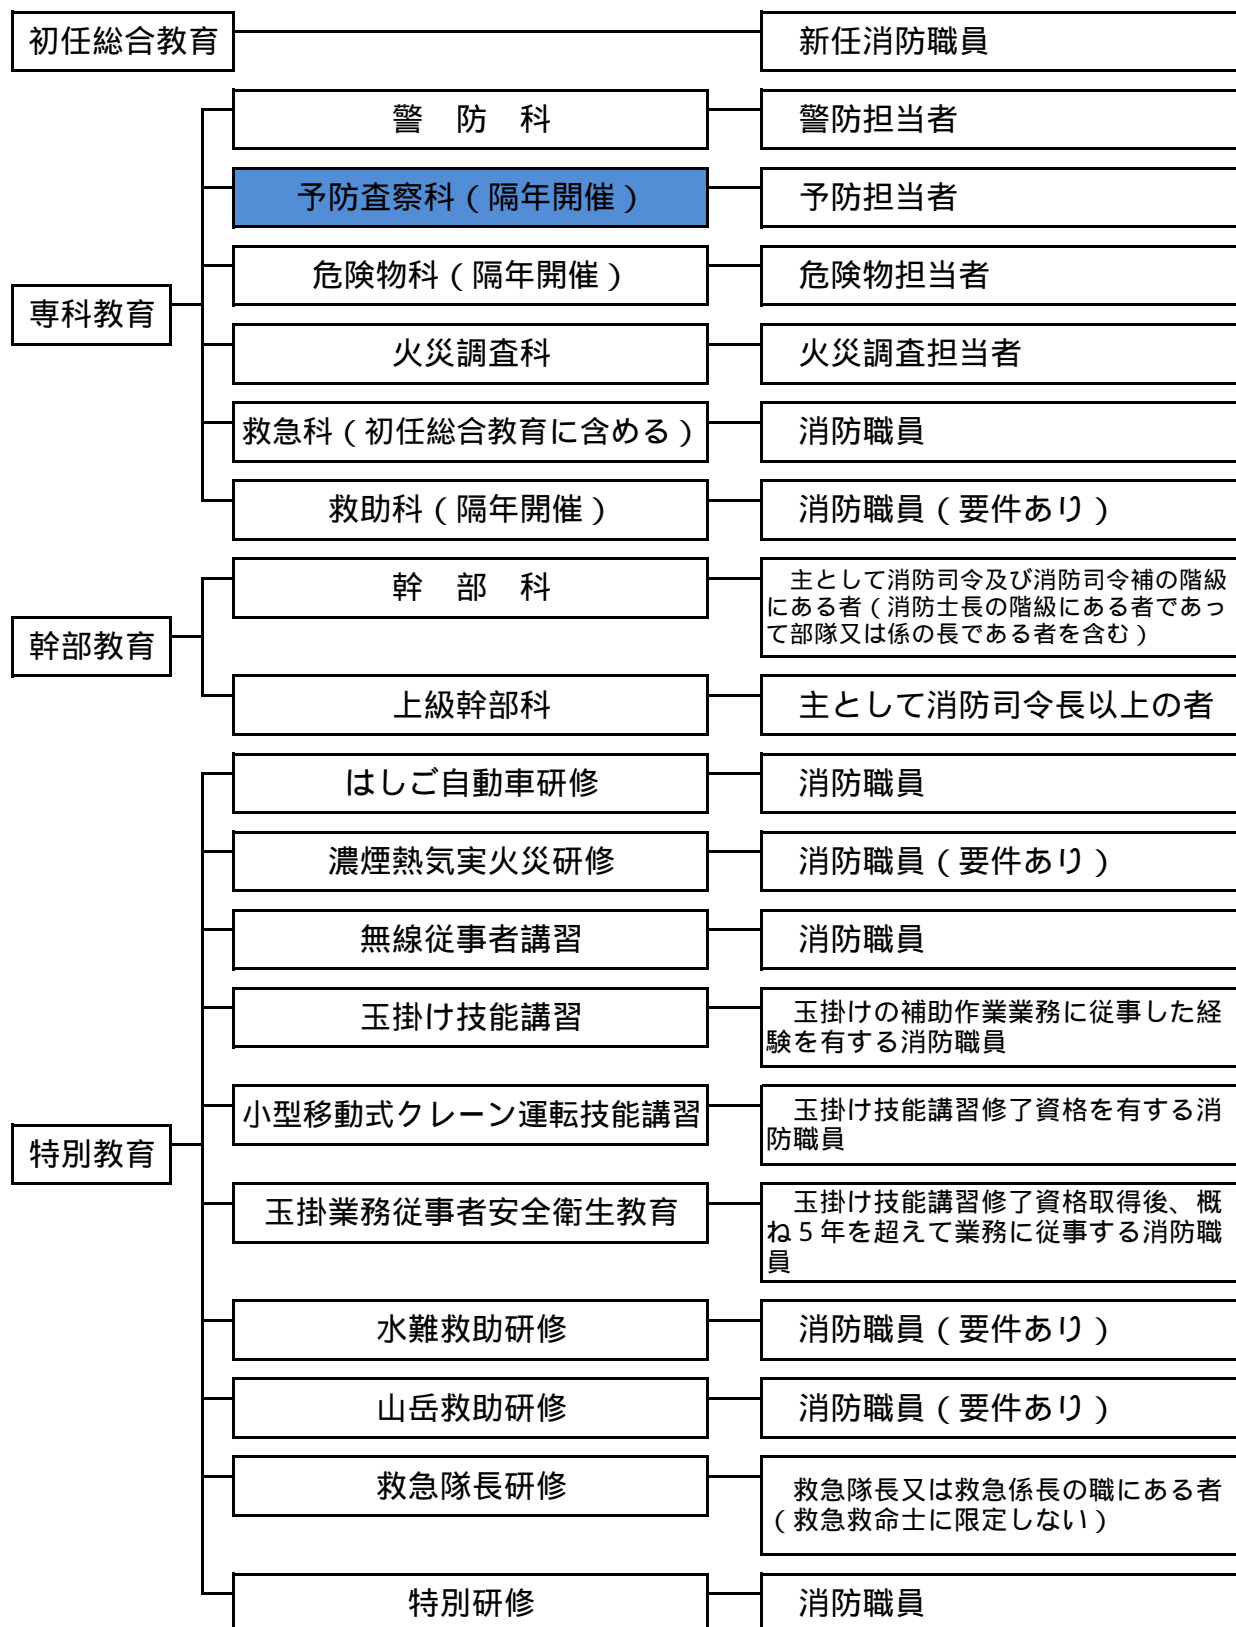 初任総合教育
新任消防職員
警　防　科
警防担当者
予防査察科（隔年開催）
予防担当者
危険物科（隔年開催）
危険物担当者
専科教育
火災調査科
火災調査担当者
救急科（初任総合教育に含める）
消防職員
救助科（隔年開催）
消防職員（要件あり）
幹　部　科
主として消防司令及び消防司令補の階級
にある者（消防士長の階級にある者であっ
て部隊又は係の長である者を含む）
幹部教育
上級幹部科
主として消防司令長以上の者
はしご自動車研修
消防職員
濃煙熱気実火災研修
消防職員（要件あり）
無線従事者講習
消防職員
玉掛け技能講習
玉掛けの補助作業業務に従事した経
験を有する消防職員
小型移動式クレーン運転技能講習
玉掛け技能講習修了資格を有する消
防職員
特別教育
玉掛業務従事者安全衛生教育
玉掛け技能講習修了資格取得後、概
ね５年を超えて業務に従事する消防職
員
水難救助研修
消防職員（要件あり）
山岳救助研修
消防職員（要件あり）
救急隊長研修
救急隊長又は救急係長の職にある者
（救急救命士に限定しない）
特別研修
消防職員